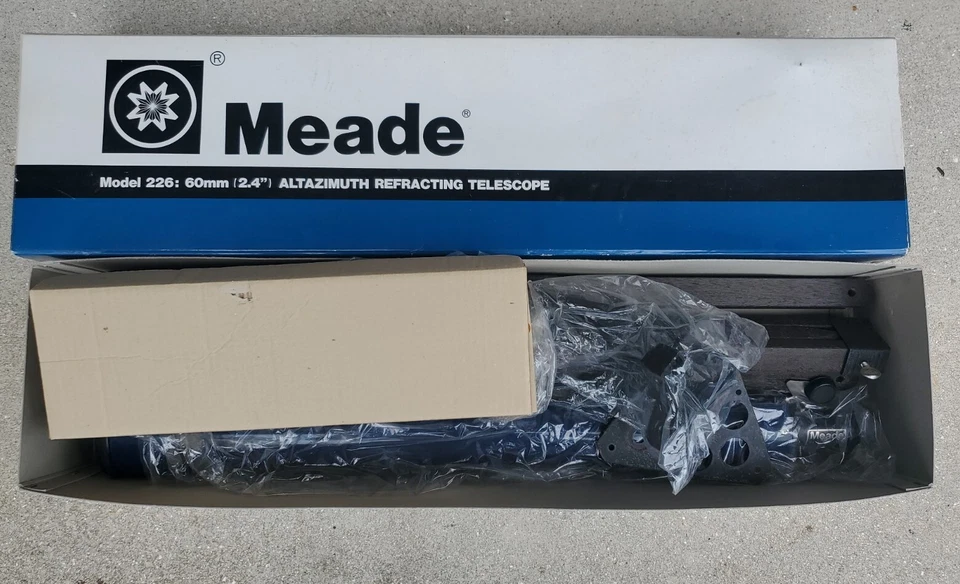 ®
Meade®
Model 226: 60mm (2.4”) ALTAZIMUTH REFRACTING TELESCOPE
Meade